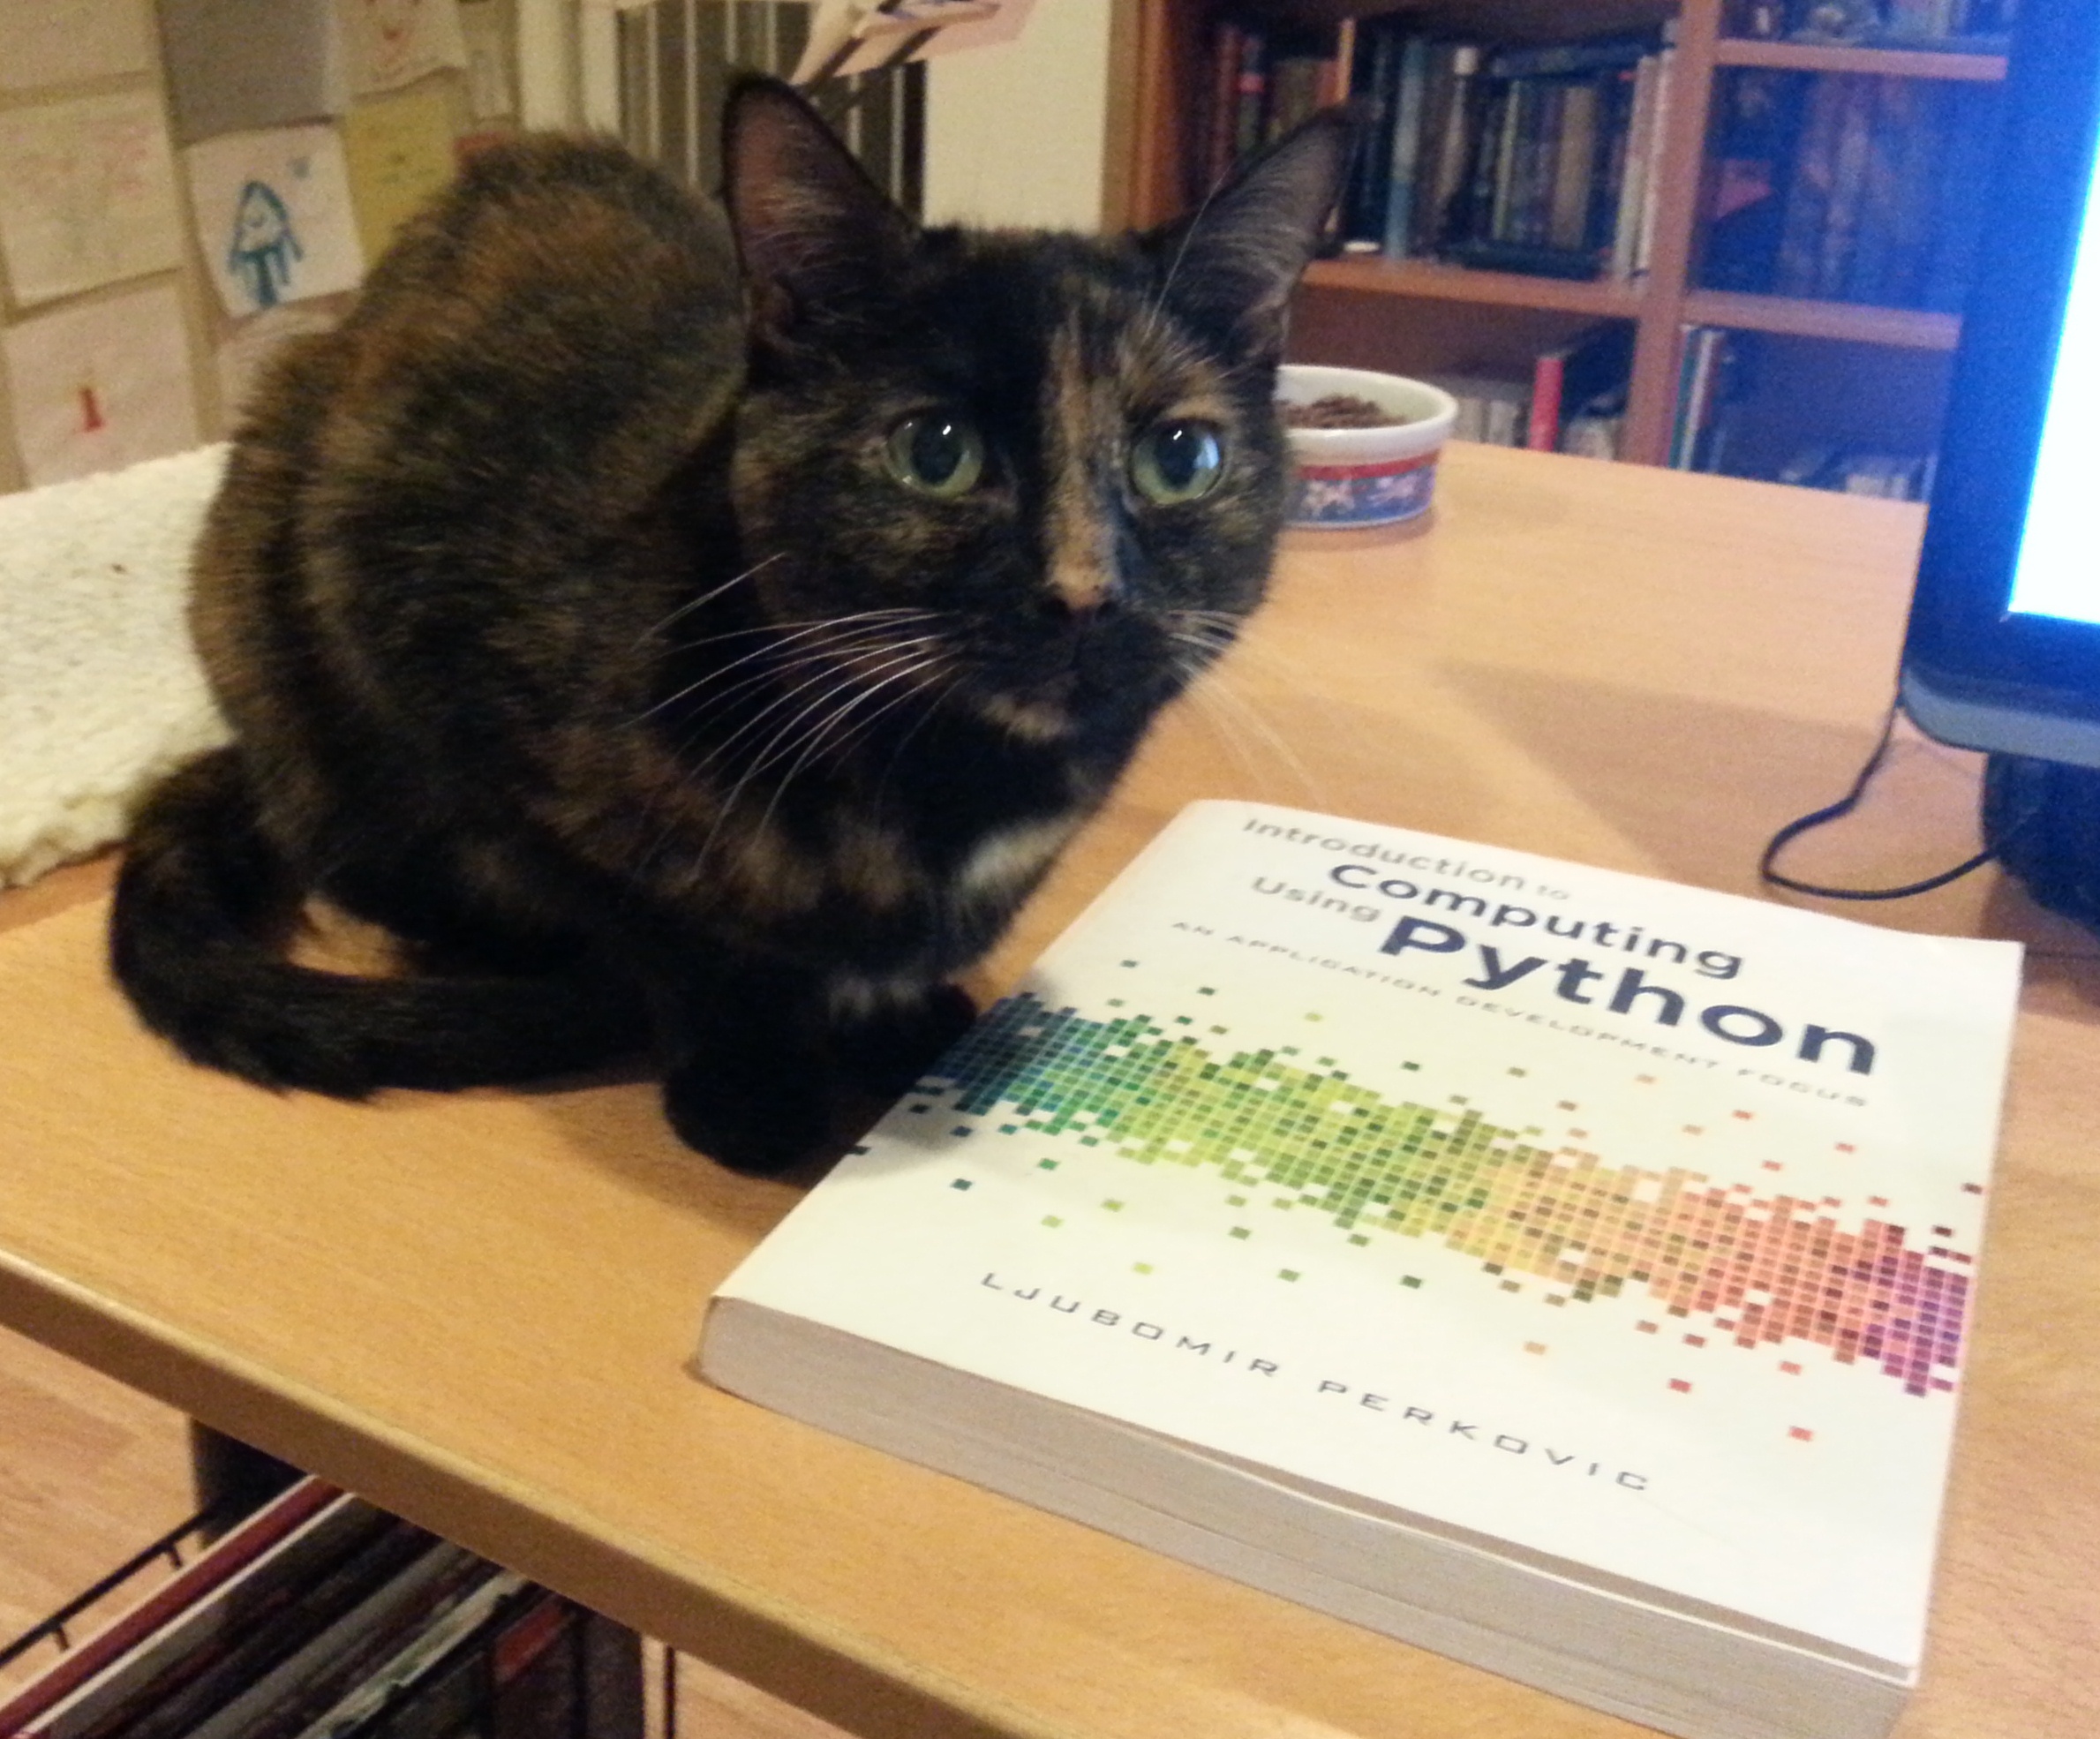 Introduction to
Computing
Using Python
AN APPLICATION DEVELOPMENT FOCUS
LJUBOMIR PERKOVIC